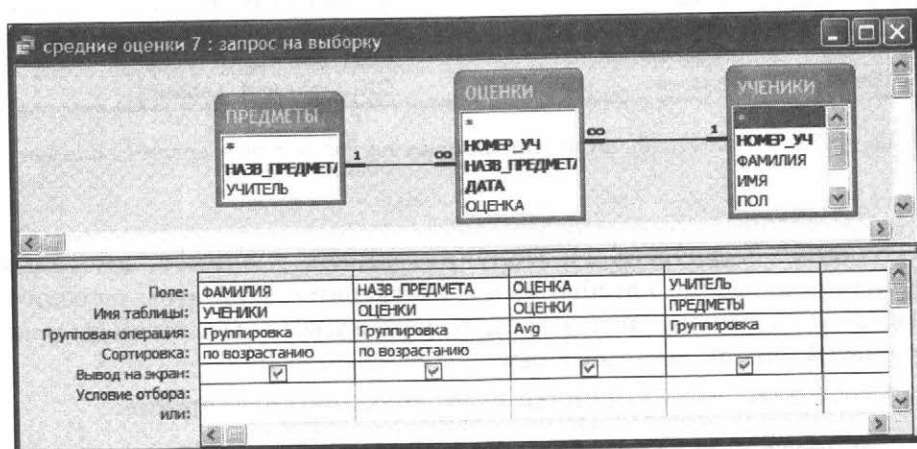 средние оценки 7 : запрос на выборку
ПРЕДМЕТЫ
*
НАЗВ_ПРЕДМЕТА
УЧИТЕЛЬ
1
∞
ОЦЕНКИ
*
НОМЕР_УЧ
НАЗВ_ПРЕДМЕТА
ДАТА
ОЦЕНКА
∞
1
УЧЕНИКИ
*
НОМЕР_УЧ
ФАМИЛИЯ
ИМЯ
ПОЛ
Поле: ФАМИЛИЯ НАЗВ_ПРЕДМЕТА ОЦЕНКА УЧИТЕЛЬ
Имя таблицы: УЧЕНИКИ ОЦЕНКИ ОЦЕНКИ ПРЕДМЕТЫ
Групповая операция: Группировка Группировка Avg Группировка
Сортировка: по возрастанию по возрастанию
Вывод на экран:
Условие отбора:
или: